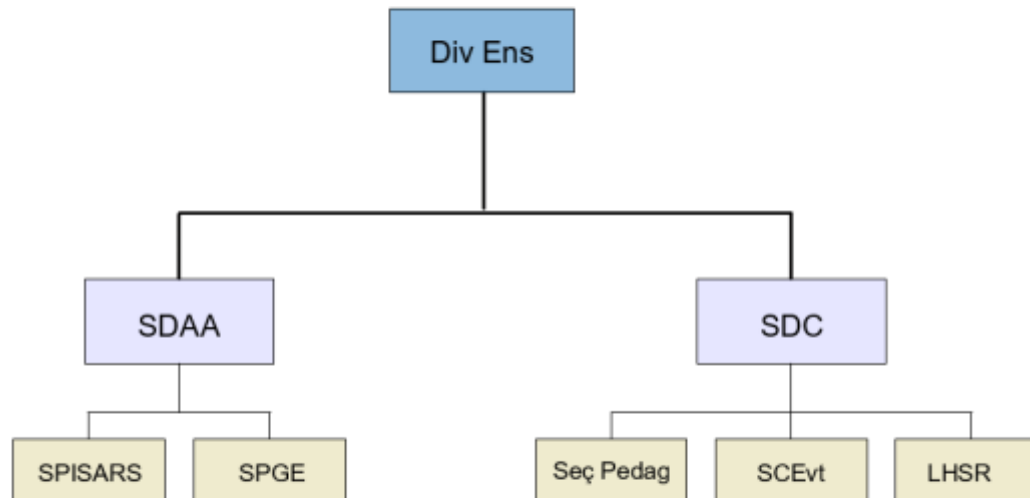 Div Ens
SDAA
SDC
SPISARS
SPGE
Seç Pedag
SCEvt
LHSR